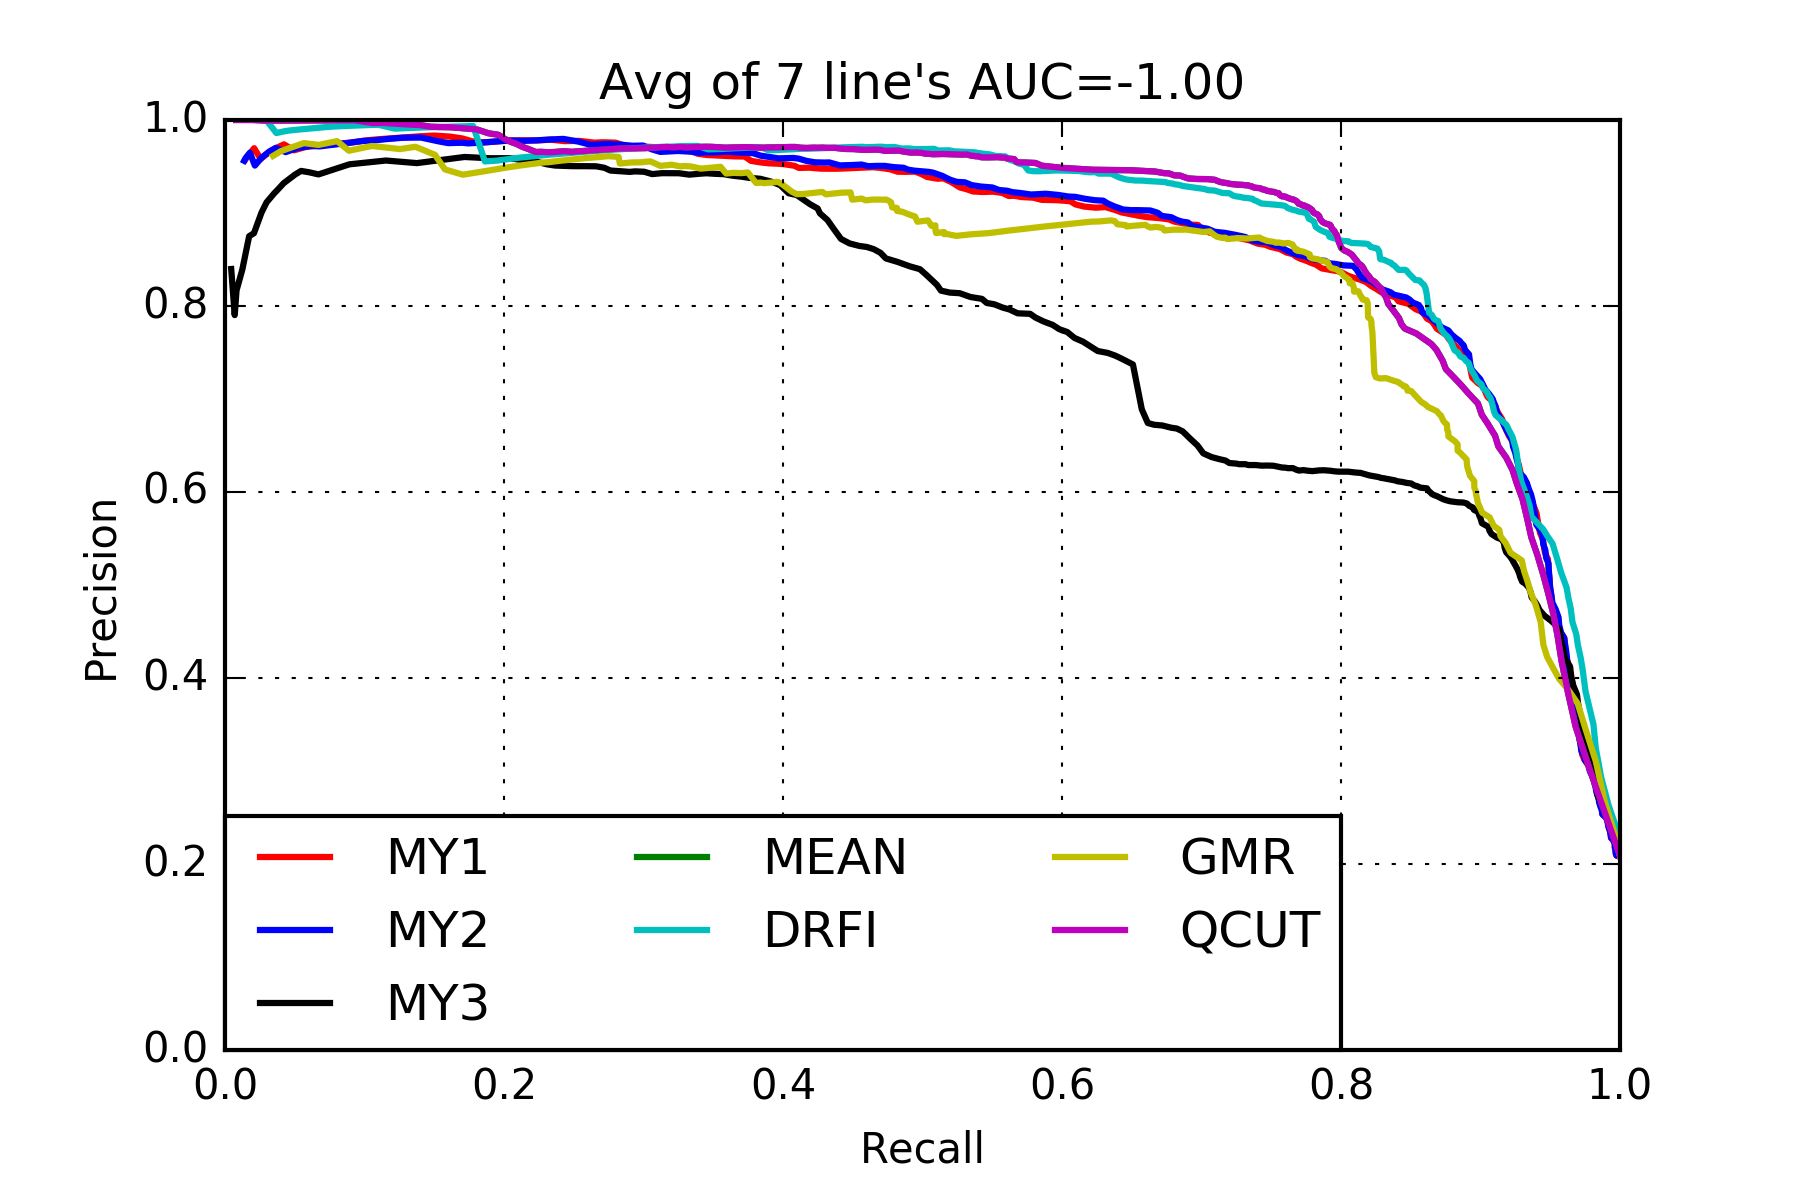 Avg of 7 line's AUC=-1.00
1.0
0.8
0.6
0.4
0.2
0.0
Precision
MY1 MEAN GMR
MY2 DRFI QCUT
MY3
0.0 0.2 0.4 0.6 0.8 1.0
Recall